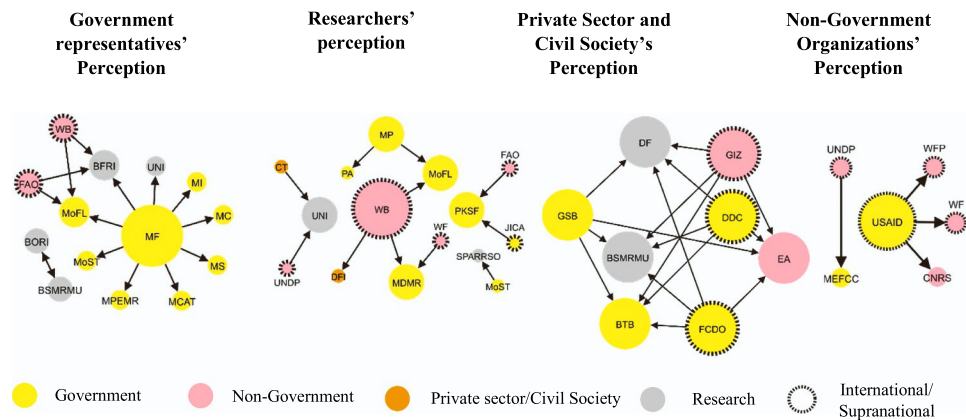 Government
representatives’
Perception
Researchers’
perception
Private Sector and
Civil Society’s
Perception
Non-Government
Organizations’
Perception
WB
BFRI
UNI
FAO
MI
MoFL
MC
MF
BORI
MoST
MS
BSMRMU
MPEMR
MCAT
MP
CT
PA
MoFL
FAO
UNI
WB
PKSF
WF
JICA
SPARRSO
UNDP
DFI
MDMR
MoST
DF
GIZ
GSB
DDC
BSMRMU
EA
BTB
FCDO
UNDP
WFP
USAID
WF
MEFCC
CNRS
Government
Non-Government
Private sector/Civil Society
Research
International/
Supranational